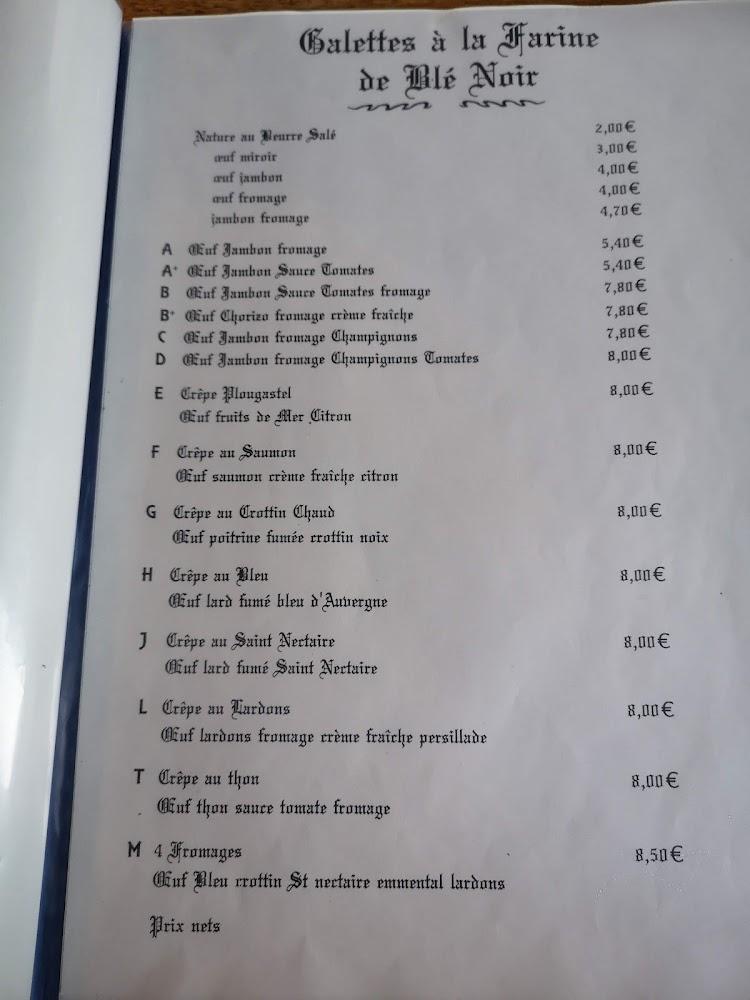 Galettes à la Farine
de Blé Noir
Nature au Beurre Salé 2,00€
œuf miroir 3,00€
œuf jambon 4,00€
œuf fromage 4,00€
jambon fromage 4,70€
A Œuf Jambon fromage 5,40€
A+ Œuf Jambon Sauce Tomates 5,40€
B Œuf Jambon Sauce Tomates fromage 7,80€
B+ Œuf Chorizo fromage crème fraîche 7,80€
C Œuf Jambon fromage Champignons 7,80€
D Œuf Jambon fromage Champignons Tomates 8,00€
E Crêpe Plougastel 8,00€
Œuf fruits de Mer Citron
F Crêpe au Saumon 8,00€
Œuf saumon crème fraîche citron
G Crêpe au Crottin Chaud 8,00€
Œuf poitrine fumée crottin noix
H Crêpe au Bleu 8,00€
Œuf lard fumé bleu d'Auvergne
J Crêpe au Saint Nectaire 8,00€
Œuf lard fumé Saint Nectaire
L Crêpe au Lardons 8,00€
Œuf lardons fromage crème fraîche persillade
T Crêpe au thon 8,00€
Œuf thon sauce tomate fromage
M 4 Fromages 8,50€
Œuf Bleu crottin St nectaire emmental lardons
Prix nets